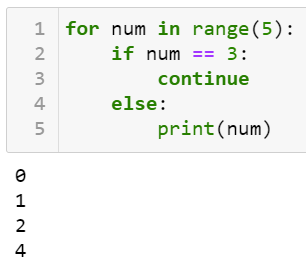 1 for num in range(5):
2     if num == 3:
3         continue
4     else:
5         print(num)
0
1
2
4